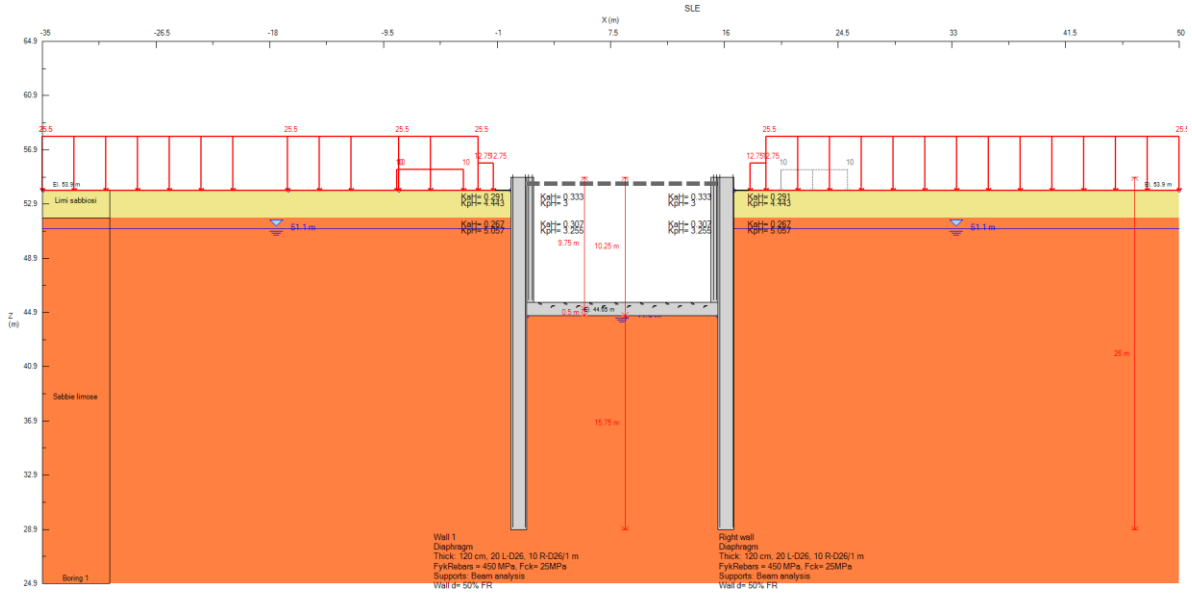 SLE
X (m)
-35 -26.5 -18 -9.5 -1 7.5 16 24.5 33 41.5 50
64.9
60.9
56.9
25.5 25.5 25.5 25.5 25.5 25.5
12.75 12.75 12.75 12.75
10 10 10
El. 53.9 m El. 53.9 m
52.9
Limi sabbiosi
KaH= 0.291 KaH= 0.333 KaH= 0.333 KaH= 0.291
KpH= 4.443 KpH= 3 KpH= 3 KpH= 4.443
KaH= 0.267 KaH= 0.307 KaH= 0.307 KaH= 0.267
KpH= 5.057 KpH= 3.255 KpH= 3.255 KpH= 5.057
51.1 m 51.1 m
9.75 m 10.25 m
48.9
Z
(m)
44.9
0.5 m El. 44.65 m
25 m
40.9
Sabbie limose
36.9
15.75 m
32.9
28.9
Wall 1
Diaphragm
Thick: 120 cm, 20 L-D26, 10 R-D26/1 m
FykRebars = 450 MPa, Fck= 25MPa
Supports: Beam analysis
Wall d= 50% FR
Right wall
Diaphragm
Thick: 120 cm, 20 L-D26, 10 R-D26/1 m
FykRebars = 450 MPa, Fck= 25MPa
Supports: Beam analysis
Wall d= 50% FR
Boring 1
24.9